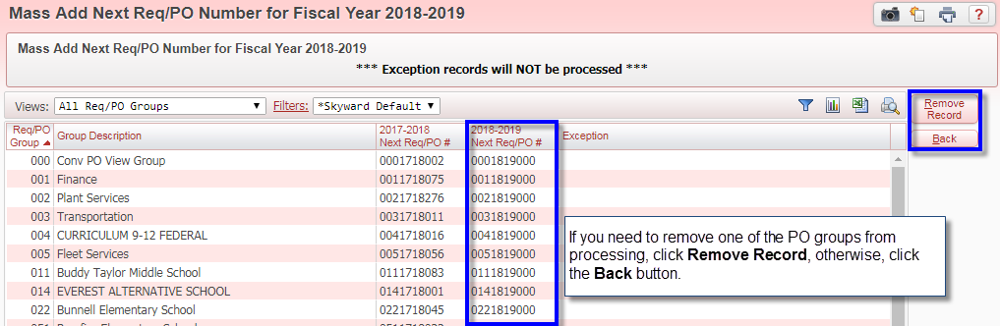 Mass Add Next Req/PO Number for Fiscal Year 2018-2019
?
Mass Add Next Req/PO Number for Fiscal Year 2018-2019
*** Exception records will NOT be processed ***
Views: All Req/PO Groups Filters: *Skyward Default
Remove
Record
Back
Req/PO 2017-2018 2018-2019
Group Group Description Next Req/PO # Next Req/PO # Exception
000 Conv PO View Group 0001718002 0001819000
001 Finance 0011718075 0011819000
002 Plant Services 0021718276 0021819000
003 Transportation 0031718011 0031819000
004 CURRICULUM 9-12 FEDERAL 0041718016 0041819000
005 Fleet Services 0051718056 0051819000
011 Buddy Taylor Middle School 0111718083 0111819000
014 EVEREST ALTERNATIVE SCHOOL 0141718001 0141819000
022 Bunnell Elementary School 0221718045 0221819000
If you need to remove one of the PO groups from
processing, click Remove Record, otherwise, click
the Back button.